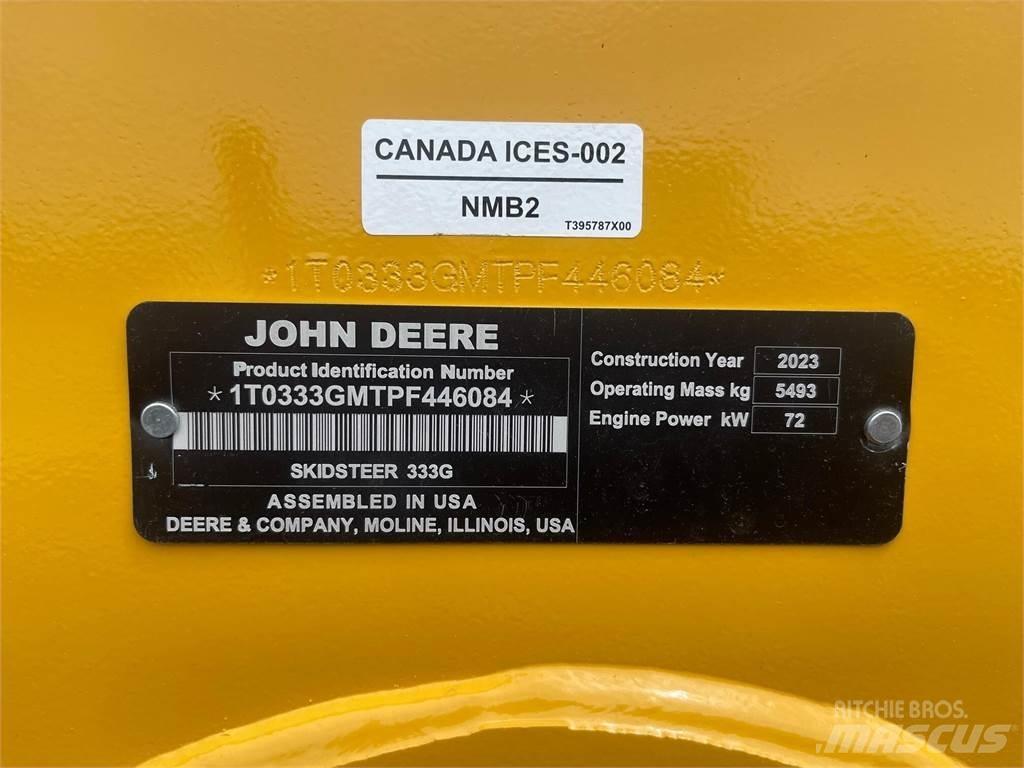 CANADA ICES-002
NMB2
T395787X00
*1T0333GMTPF446084*
JOHN DEERE
Product Identification Number
*1T0333GMTPF446084*
SKIDSTEER 333G
ASSEMBLED IN USA
DEERE & COMPANY, MOLINE, ILLINOIS, USA
Construction Year 2023
Operating Mass kg 5493
Engine Power kW 72
RITCHIE BROS.
MASCUS